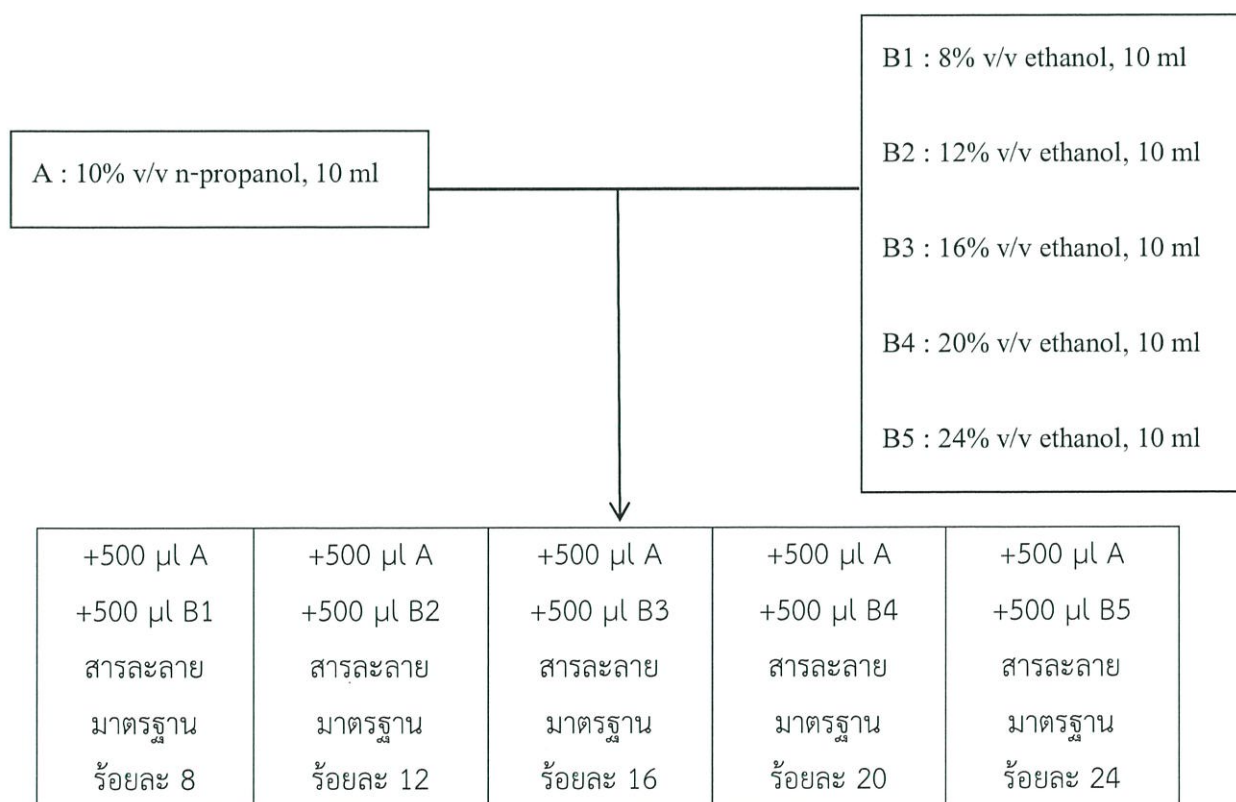 A : 10% v/v n-propanol, 10 ml
B1 : 8% v/v ethanol, 10 ml
B2 : 12% v/v ethanol, 10 ml
B3 : 16% v/v ethanol, 10 ml
B4 : 20% v/v ethanol, 10 ml
B5 : 24% v/v ethanol, 10 ml
+500 µl A
+500 µl B1
สารละลาย
มาตรฐาน
ร้อยละ 8
+500 µl A
+500 µl B2
สารละลาย
มาตรฐาน
ร้อยละ 12
+500 µl A
+500 µl B3
สารละลาย
มาตรฐาน
ร้อยละ 16
+500 µl A
+500 µl B4
สารละลาย
มาตรฐาน
ร้อยละ 20
+500 µl A
+500 µl B5
สารละลาย
มาตรฐาน
ร้อยละ 24